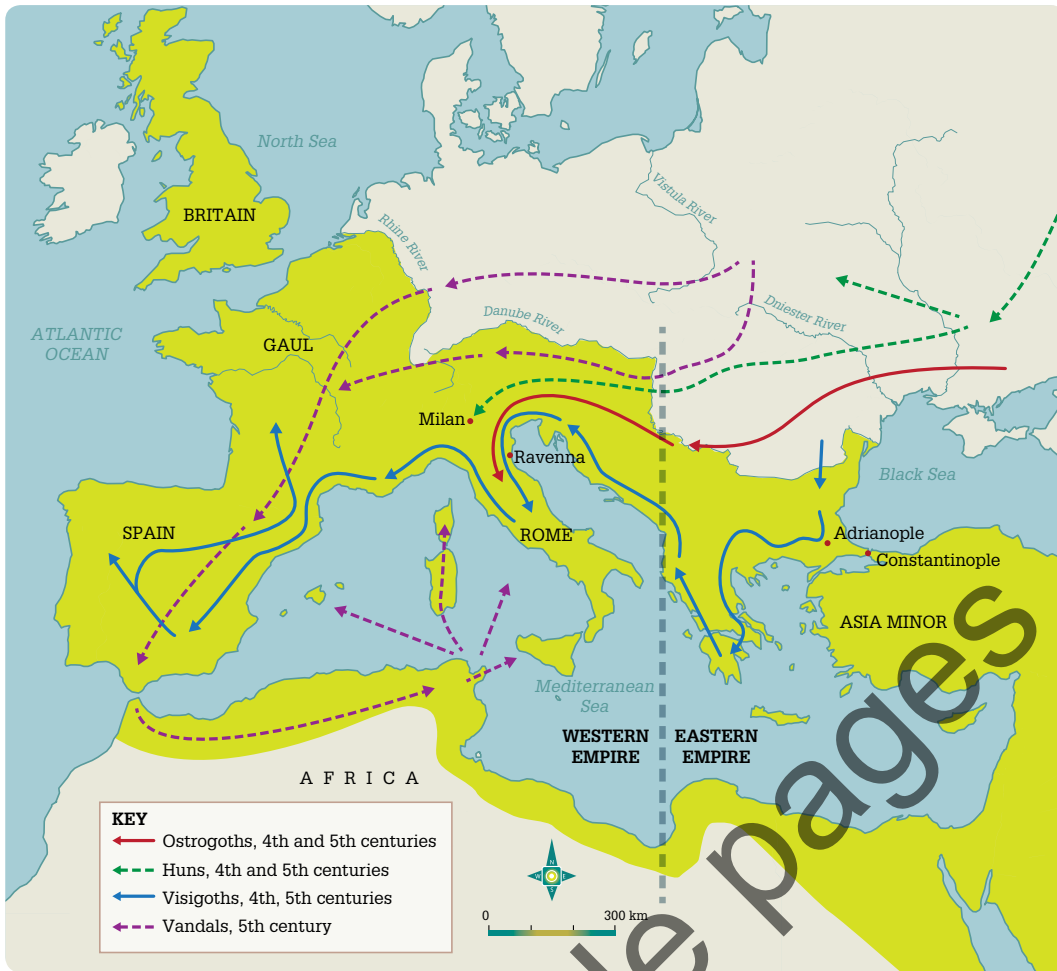 North Sea
BRITAIN
Vistula River
Rhine River
ATLANTIC
OCEAN
GAUL
Danube River
Dniester River
Milan
Ravenna
Black Sea
SPAIN
ROME
Adrianople
Constantinople
ASIA MINOR
Mediterranean
Sea
WESTERN
EMPIRE
EASTERN
EMPIRE
AFRICA
KEY
Ostrogoths, 4th and 5th centuries
Huns, 4th and 5th centuries
Visigoths, 4th, 5th centuries
Vandals, 5th century
N
W
E
S
0
300 km
pages